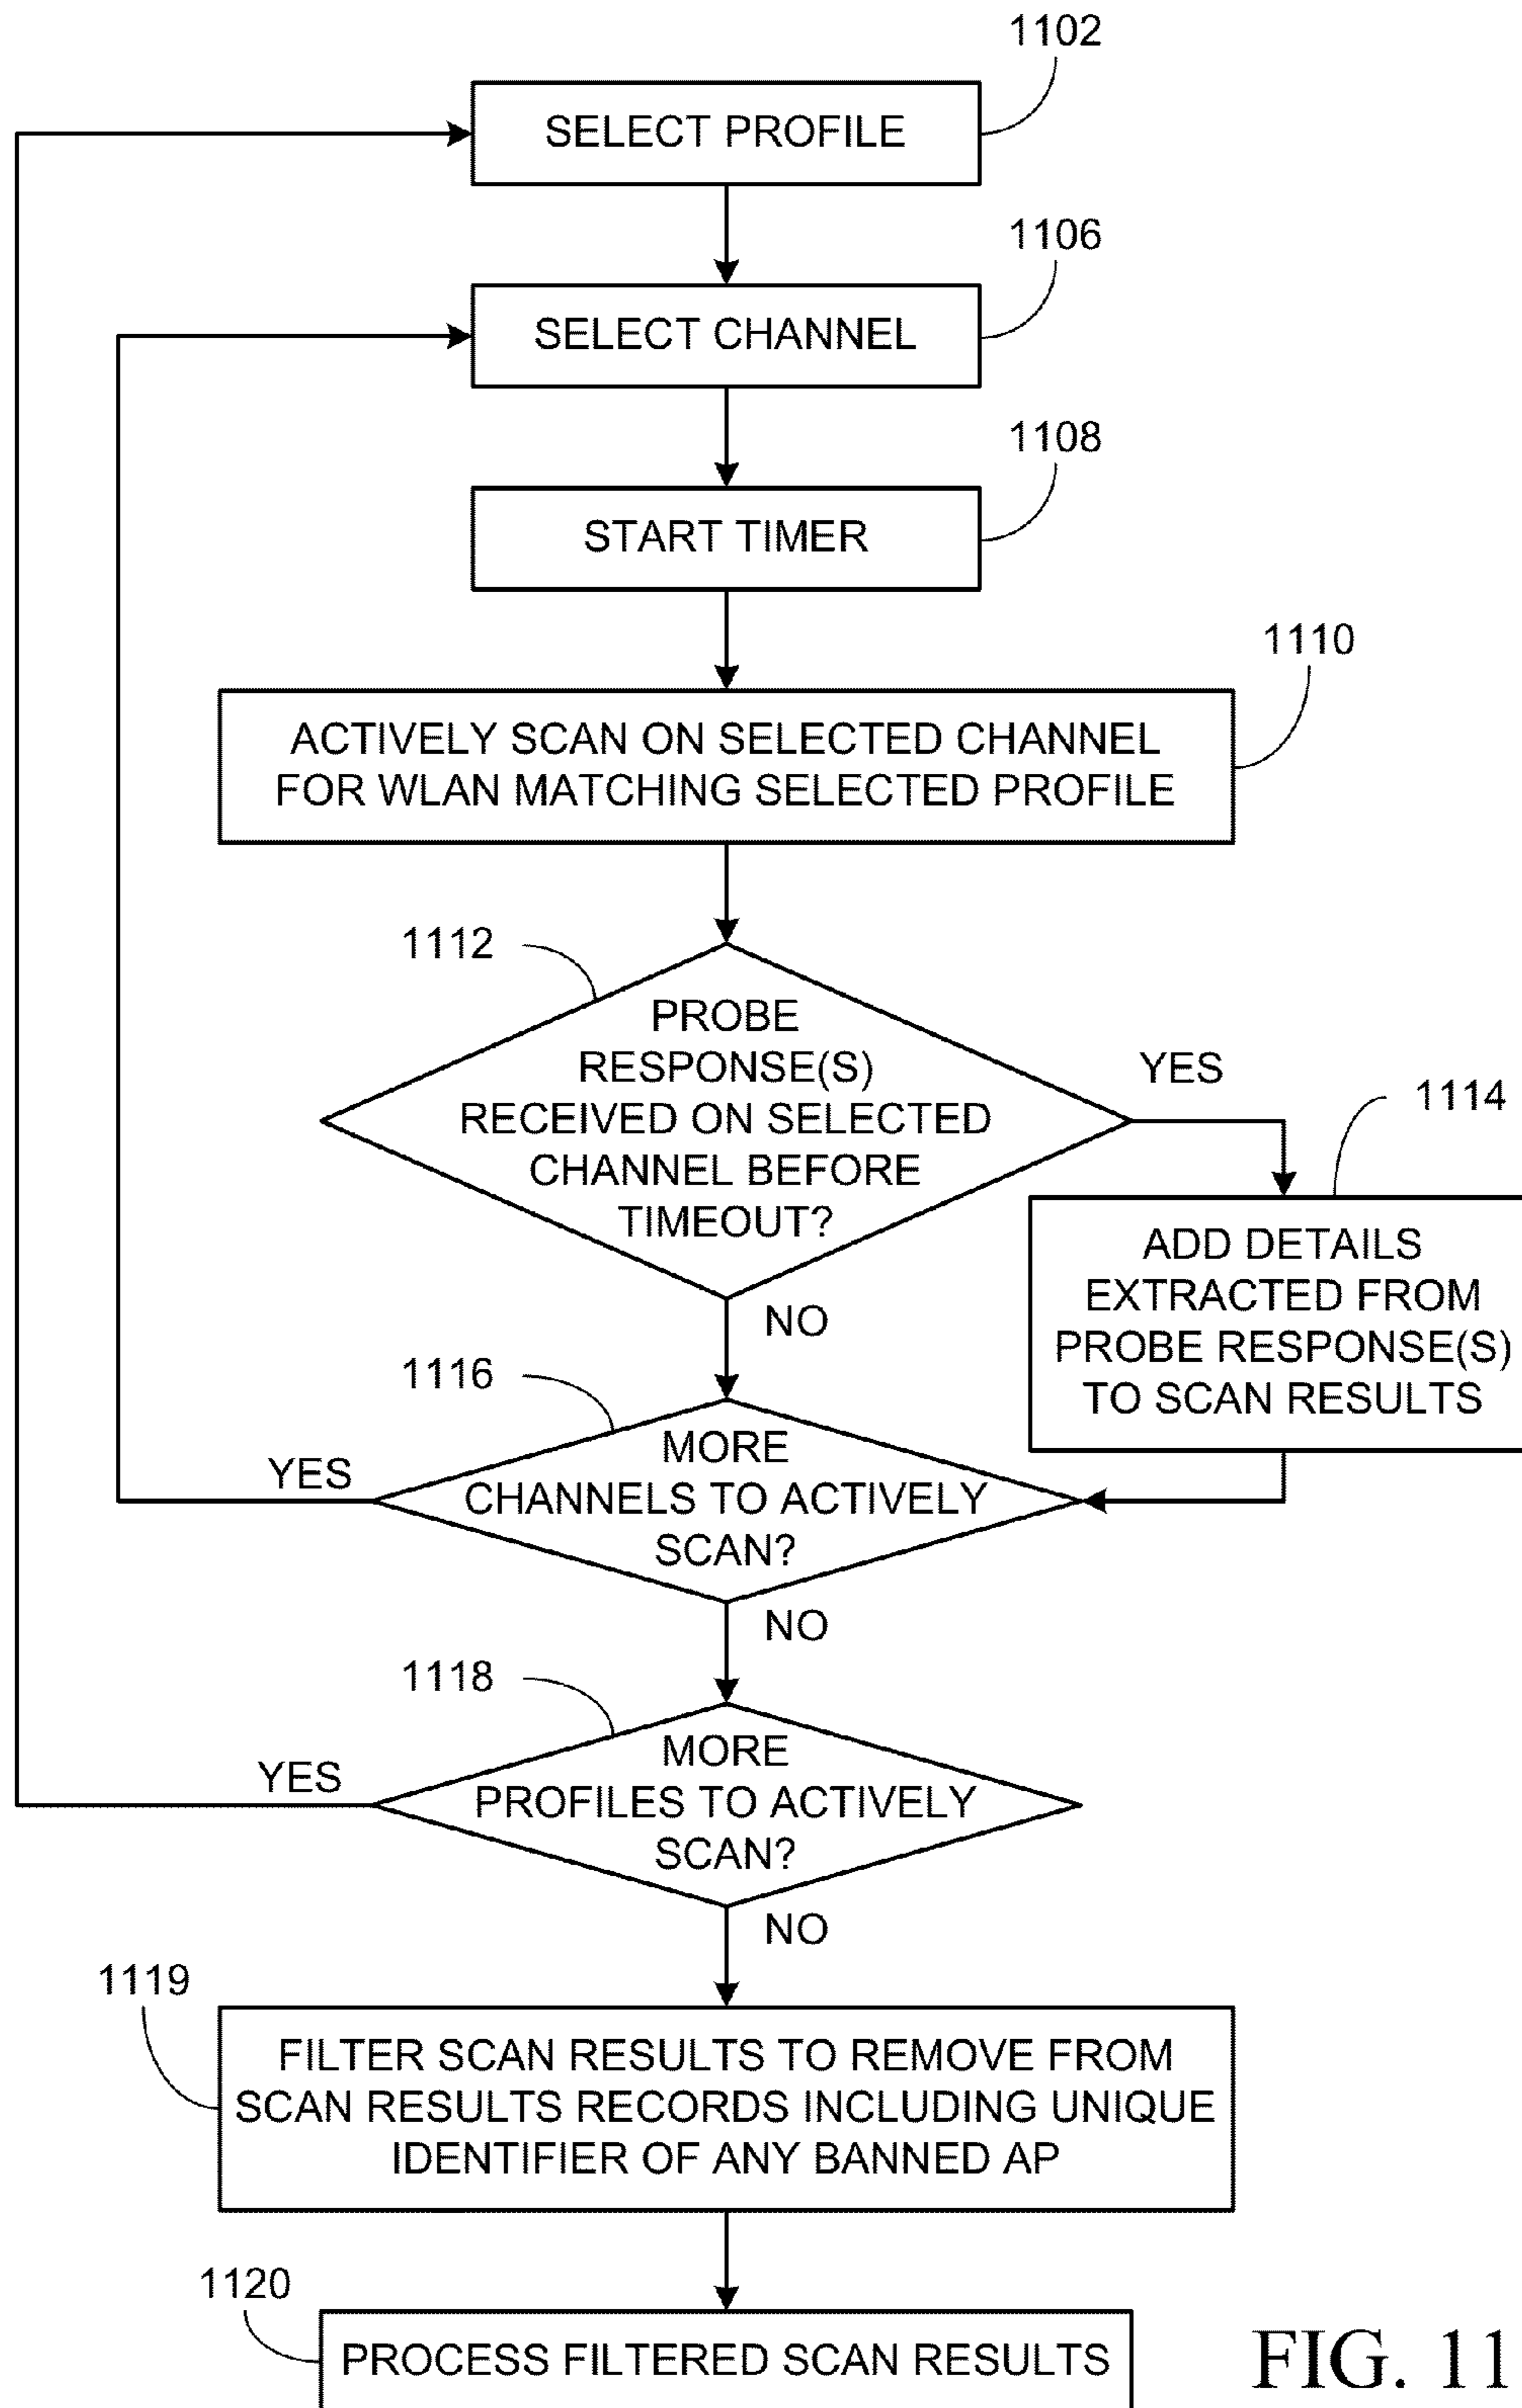 1102
SELECT PROFILE
1106
SELECT CHANNEL
1108
START TIMER
1110
ACTIVELY SCAN ON SELECTED CHANNEL
FOR WLAN MATCHING SELECTED PROFILE
1112
PROBE
RESPONSE(S)
RECEIVED ON SELECTED
CHANNEL BEFORE
TIMEOUT?
YES
1114
ADD DETAILS
EXTRACTED FROM
PROBE RESPONSE(S)
TO SCAN RESULTS
NO
1116
MORE
CHANNELS TO ACTIVELY
SCAN?
YES
NO
1118
MORE
PROFILES TO ACTIVELY
SCAN?
YES
NO
1119
FILTER SCAN RESULTS TO REMOVE FROM
SCAN RESULTS RECORDS INCLUDING UNIQUE
IDENTIFIER OF ANY BANNED AP
1120
PROCESS FILTERED SCAN RESULTS
FIG. 11